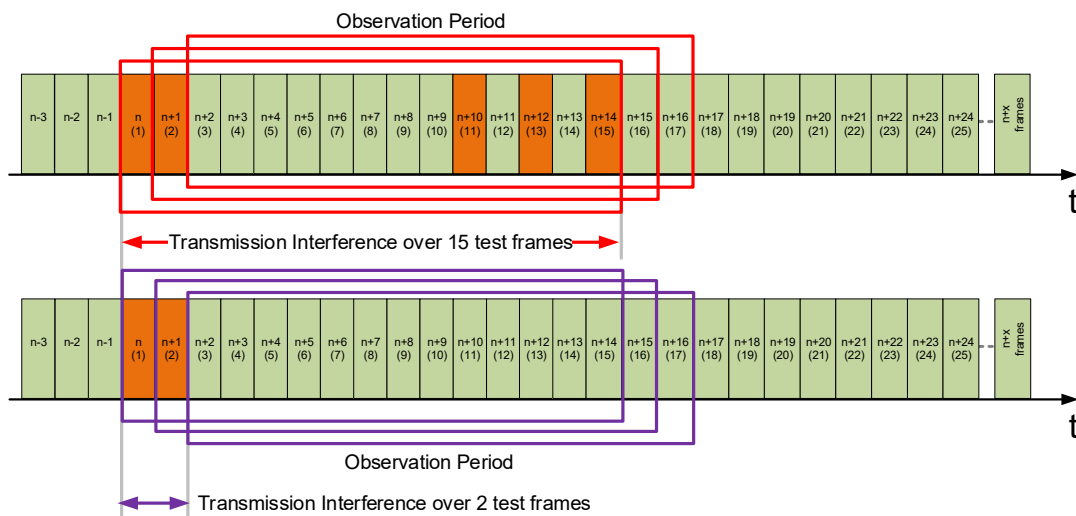 Observation Period
n-3 n-2 n-1 n n+1 n+2 n+3 n+4 n+5 n+6 n+7 n+8 n+9 n+10 n+11 n+12 n+13 n+14 n+15 n+16 n+17 n+18 n+19 n+20 n+21 n+22 n+23 n+24 n+x
(1) (2) (3) (4) (5) (6) (7) (8) (9) (10) (11) (12) (13) (14) (15) (16) (17) (18) (19) (20) (21) (22) (23) (24) (25) frames
t
Transmission Interference over 15 test frames
n-3 n-2 n-1 n n+1 n+2 n+3 n+4 n+5 n+6 n+7 n+8 n+9 n+10 n+11 n+12 n+13 n+14 n+15 n+16 n+17 n+18 n+19 n+20 n+21 n+22 n+23 n+24 n+x
(1) (2) (3) (4) (5) (6) (7) (8) (9) (10) (11) (12) (13) (14) (15) (16) (17) (18) (19) (20) (21) (22) (23) (24) (25) frames
t
Observation Period
Transmission Interference over 2 test frames